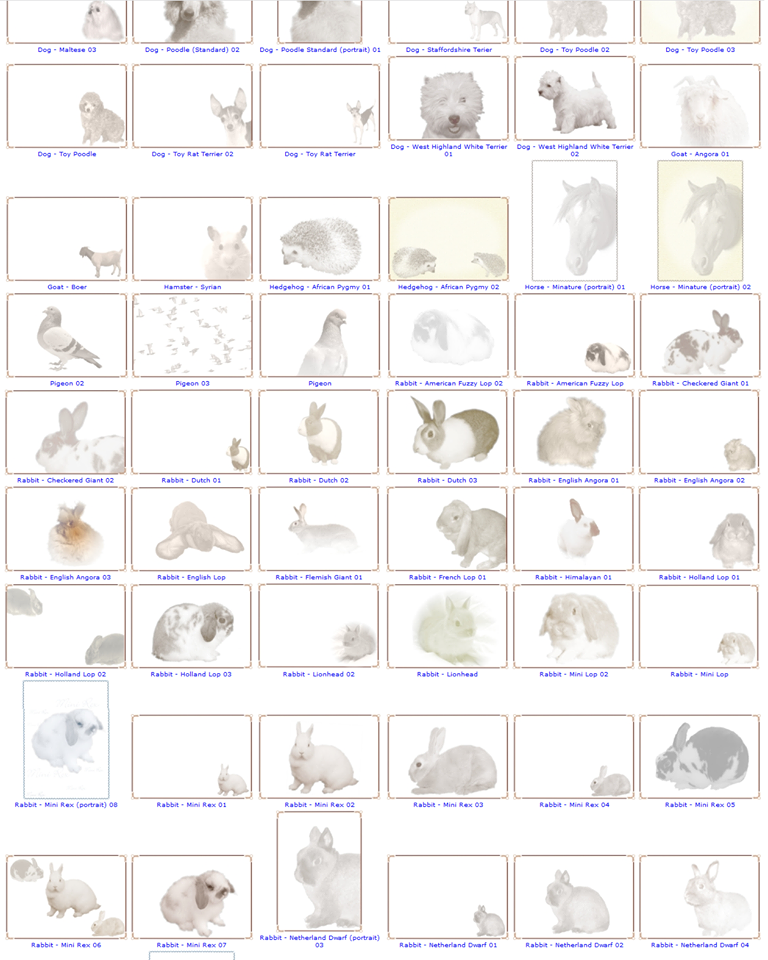 Dog - Maltese 03
Dog - Poodle (Standard) 02
Dog - Poodle Standard (portrait) 01
Dog - Staffordshire Terier
Dog - Toy Poodle 02
Dog - Toy Poodle 03
Dog - Toy Poodle
Dog - Toy Rat Terrier 02
Dog - Toy Rat Terrier
Dog - West Highland White Terrier
01
Dog - West Highland White Terrier
02
Goat - Angora 01
Goat - Boer
Hamster - Syrian
Hedgehog - African Pygmy 01
Hedgehog - African Pygmy 02
Horse - Minature (portrait) 01
Horse - Minature (portrait) 02
Pigeon 02
Pigeon 03
Pigeon
Rabbit - American Fuzzy Lop 02
Rabbit - American Fuzzy Lop
Rabbit - Checkered Giant 01
Rabbit - Checkered Giant 02
Rabbit - Dutch 01
Rabbit - Dutch 02
Rabbit - Dutch 03
Rabbit - English Angora 01
Rabbit - English Angora 02
Rabbit - English Angora 03
Rabbit - English Lop
Rabbit - Flemish Giant 01
Rabbit - French Lop 01
Rabbit - Himalayan 01
Rabbit - Holland Lop 01
Rabbit - Holland Lop 02
Rabbit - Holland Lop 03
Rabbit - Lionhead 02
Rabbit - Lionhead
Rabbit - Mini Lop 02
Rabbit - Mini Lop
Rabbit - Mini Rex (portrait) 08
Rabbit - Mini Rex 01
Rabbit - Mini Rex 02
Rabbit - Mini Rex 03
Rabbit - Mini Rex 04
Rabbit - Mini Rex 05
Rabbit - Mini Rex 06
Rabbit - Mini Rex 07
Rabbit - Netherland Dwarf (portrait)
03
Rabbit - Netherland Dwarf 01
Rabbit - Netherland Dwarf 02
Rabbit - Netherland Dwarf 04